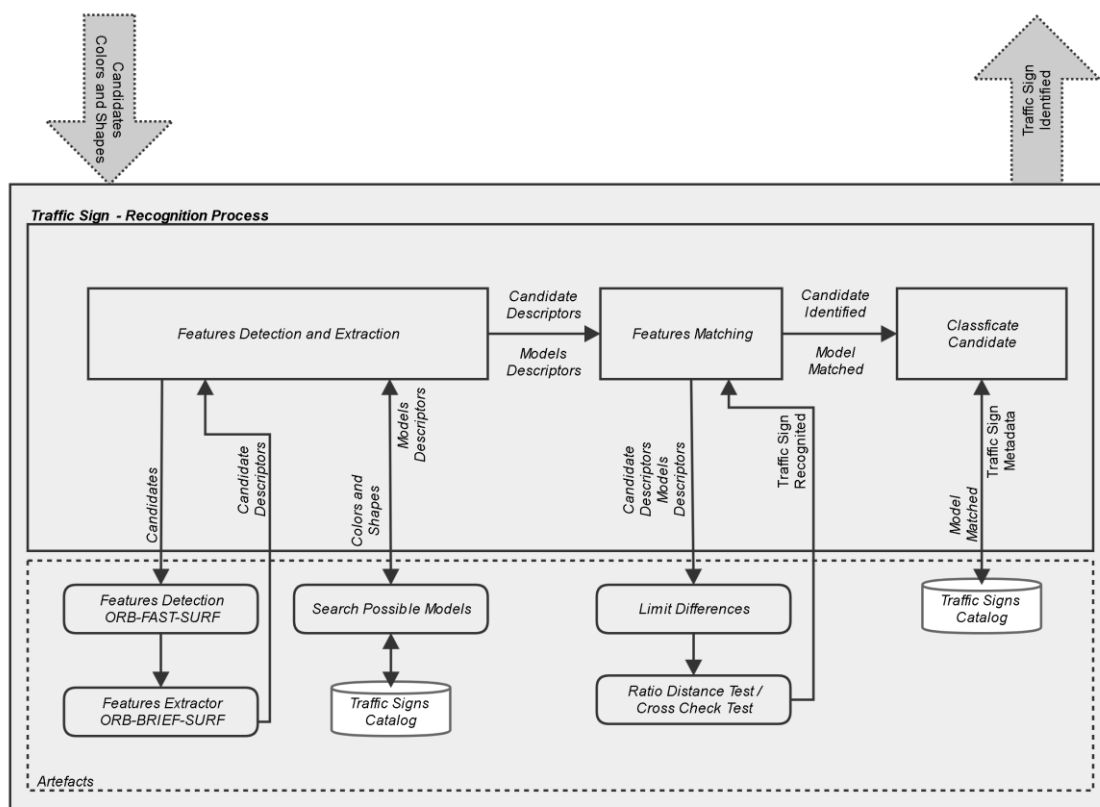 Candidates
Colors and Shapes
Traffic Sign
Identified
Traffic Sign - Recognition Process
Features Detection and Extraction
Candidate
Descriptors
Models
Descriptors
Features Matching
Candidate
Identified
Model
Matched
Classficate
Candidate
Candidates
Candidate
Descriptors
Colors and
Shapes
Models
Descriptors
Candidate
Descriptors
Models
Descriptors
Traffic Sign
Recognited
Model
Matched
Traffic Sign
Metadata
Features Detection
ORB-FAST-SURF
Search Possible Models
Limit Differences
Traffic Signs
Catalog
Features Extractor
ORB-BRIEF-SURF
Traffic Signs
Catalog
Ratio Distance Test /
Cross Check Test
Artefacts